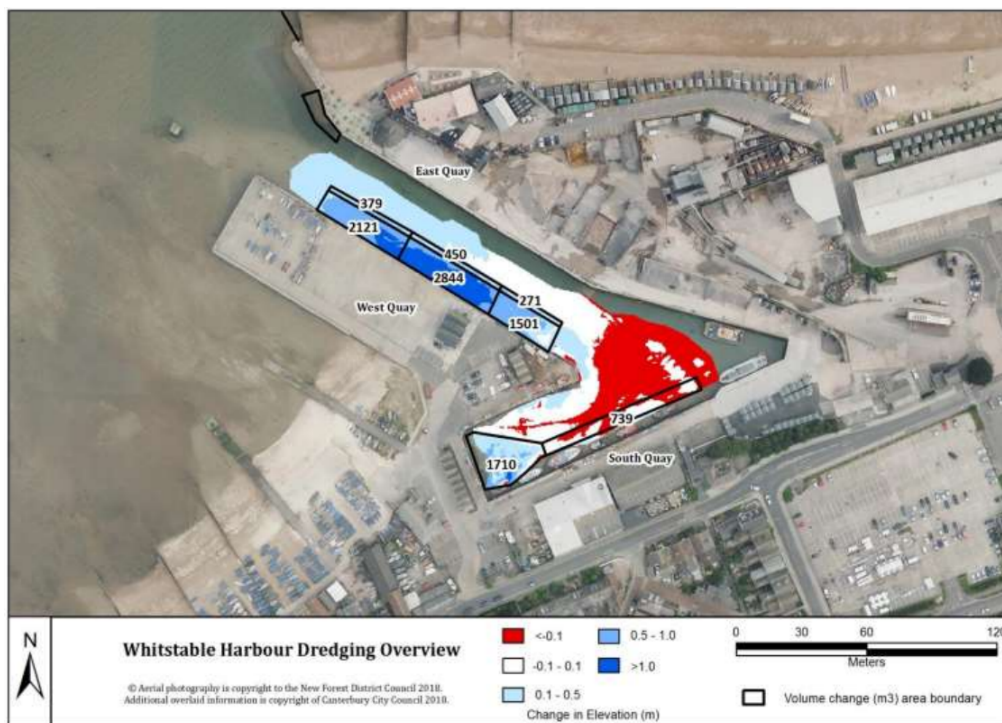 East Quay
379
2121
450
2844
West Quay
271
1501
739
1710
South Quay
N
Whitstable Harbour Dredging Overview
© Aerial photography is copyright to the New Forest District Council 2018.
Additional overlaid information is copyright of Canterbury City Council 2018.
<-0.1
-0.1 - 0.1
0.1 - 0.5
0.5 - 1.0
>1.0
Change in Elevation (m)
0 30 60 120
Meters
Volume change (m3) area boundary